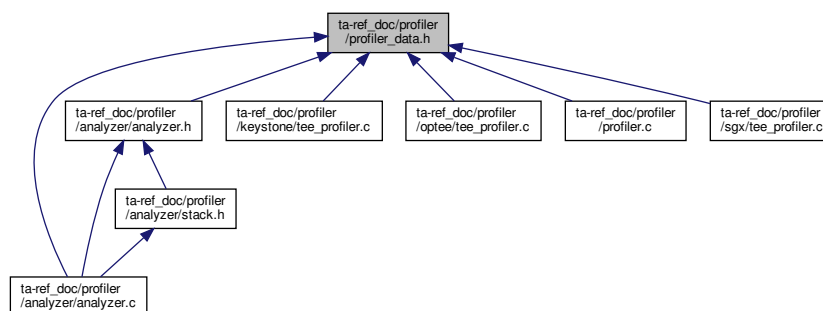 ta-ref_doc/profiler
/profiler_data.h
ta-ref_doc/profiler
/analyzer/analyzer.h
ta-ref_doc/profiler
/keystone/tee_profiler.c
ta-ref_doc/profiler
/optee/tee_profiler.c
ta-ref_doc/profiler
/profiler.c
ta-ref_doc/profiler
/sgx/tee_profiler.c
ta-ref_doc/profiler
/analyzer/stack.h
ta-ref_doc/profiler
/analyzer/analyzer.c